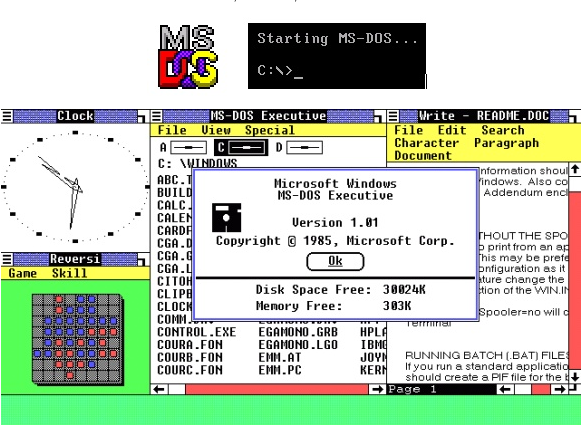 MS
DOS
Starting MS-DOS...
C:\>_
Clock
MS-DOS Executive
Write - README.DOC
File View Special
File Edit Search
Character Paragraph
Document
A C D
C: \WINDOWS
ABC.T
BUILD
CALC.
CALEN
CARDF
CGA.D
CGA.G
CGA.L
CITOH
CLIPB
CLOCK
COMM.
CONTROL.EXE EGAMONO.GRB HPLA
COURA.FON EGAMONO.LGO IBMG
COURB.FON EMM.AT JOYN
COURC.FON EMM.PC KERN
Microsoft Windows
MS-DOS Executive
Version 1.01
Copyright © 1985, Microsoft Corp.
Ok
Disk Space Free: 30024K
Memory Free: 303K
Reversi
Game Skill
nformation shoul
Windows. Also co
Addendum encl
THOUT THE SPO
o print from an ap
This may be prefe
onfiguration as it
ature change the
ction of the WIN.IN
Spooler=no will c
Terminal
RUNNING BATCH (.BAT) FILES
If you run a standard applicatio
should create a PIF file for the b
Page 1